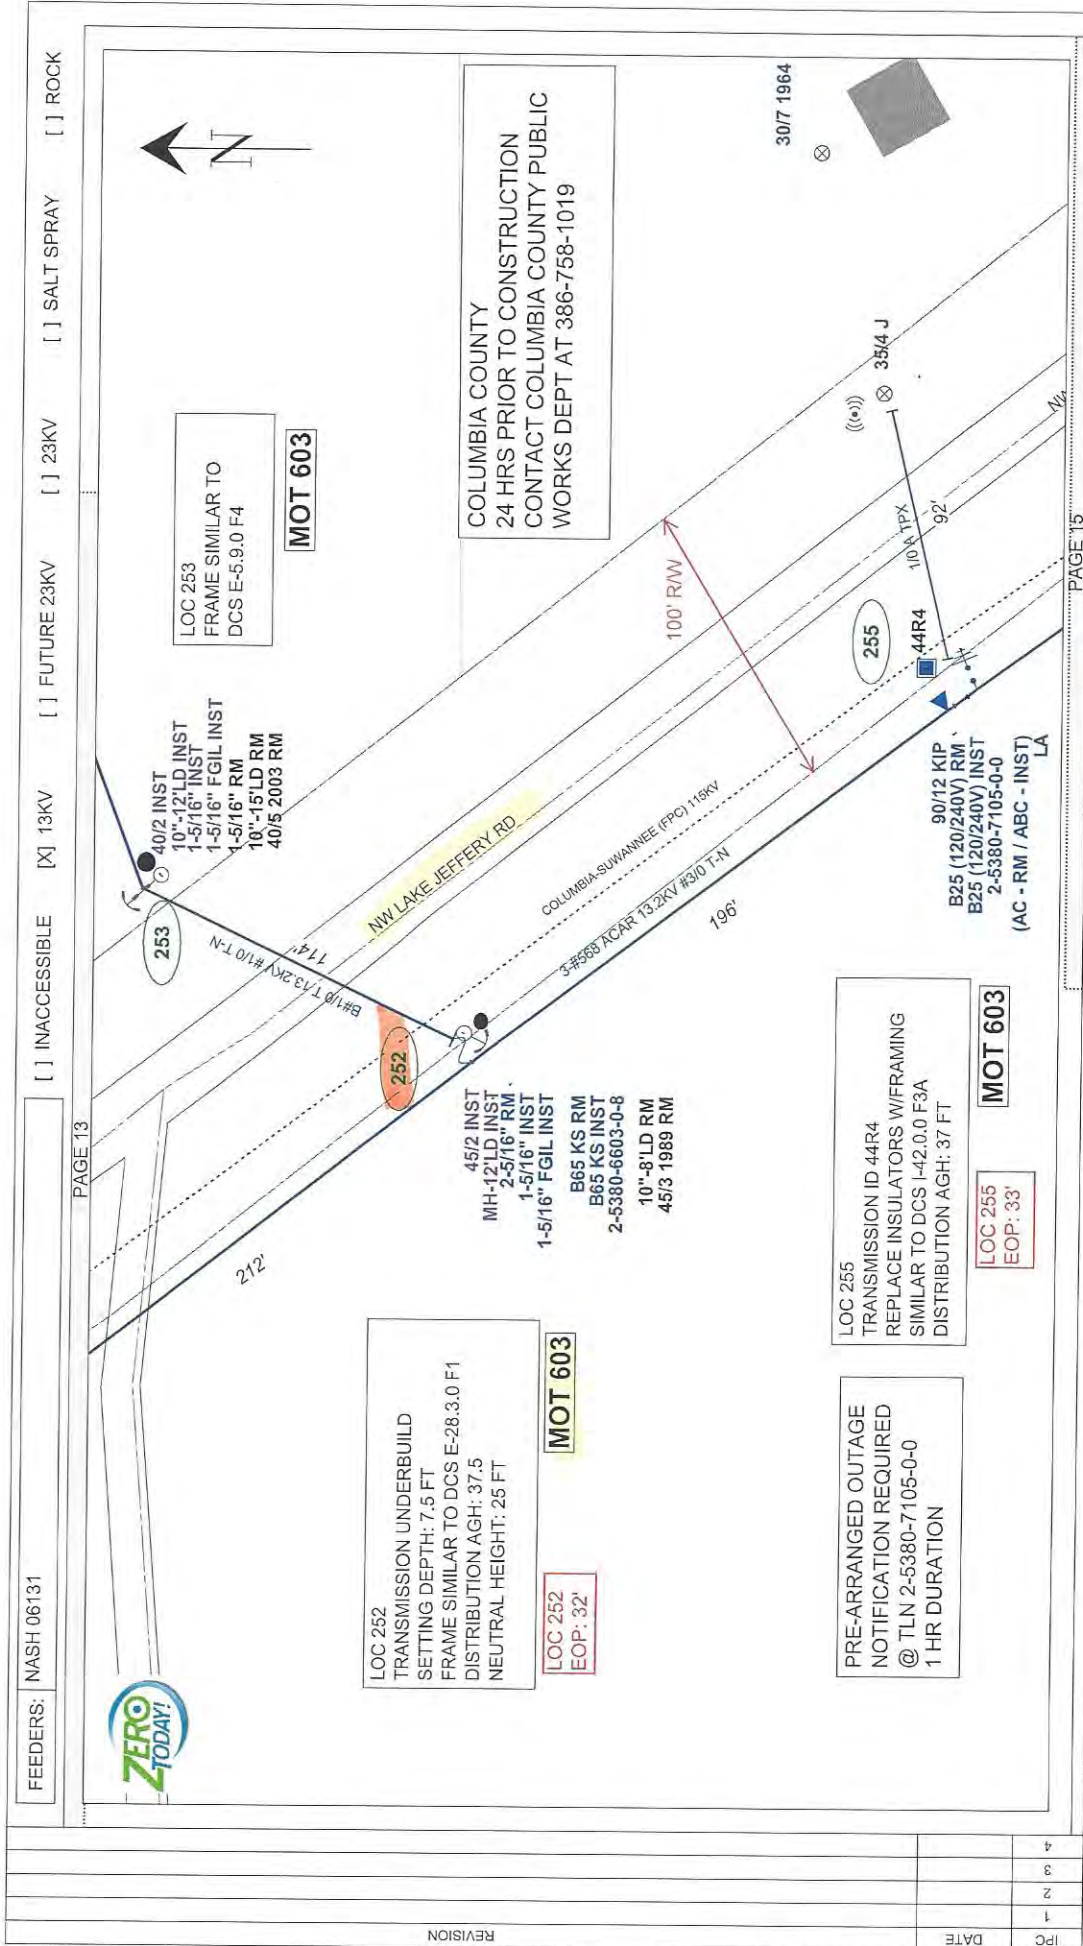 FEEDERS: NASH 06131
[ ] INACCESSIBLE [X] 13KV [ ] FUTURE 23KV [ ] 23KV [ ] SALT SPRAY [ ] ROCK
PAGE 13
ZERO
TODAY!
N
212'
253
40/2 INST
10"-12'LD INST
1-5/16" INST
1-5/16" FGIL INST
1-5/16" RM
10"-15'LD RM
40/5 2003 RM
LOC 253
FRAME SIMILAR TO
DCS E-5.9.0 F4
MOT 603
B#1/0 T 13.2KV #1/0 T-N
114'
NW LAKE JEFFERY RD
252
COLUMBIA COUNTY
24 HRS PRIOR TO CONSTRUCTION
CONTACT COLUMBIA COUNTY PUBLIC
WORKS DEPT AT 386-758-1019
LOC 252
TRANSMISSION UNDERBUILD
SETTING DEPTH: 7.5 FT
FRAME SIMILAR TO DCS E-28.3.0 F1
DISTRIBUTION AGH: 37.5
NEUTRAL HEIGHT: 25 FT
LOC 252
EOP: 32'
MOT 603
45/2 INST
MH-12'LD INST
2-5/16" RM
1-5/16" INST
1-5/16" FGIL INST
B65 KS RM
B65 KS INST
2-5380-6603-0-8
10"-8'LD RM
45/3 1989 RM
COLUMBIA-SUWANNEE (FPC) 115KV
3-#568 ACAR 13.2KV #3/0 T-N
196'
100' R/W
30/7 1964
35/4 J
1/0 A TPX
92'
NW
255
44R4
90/12 KIP
B25 (120/240V) RM
B25 (120/240V) INST
2-5380-7105-0-0
(AC - RM / ABC - INST)
LA
PRE-ARRANGED OUTAGE
NOTIFICATION REQUIRED
@ TLN 2-5380-7105-0-0
1 HR DURATION
LOC 255
TRANSMISSION ID 44R4
REPLACE INSULATORS W/FRAMING
SIMILAR TO DCS I-42.0.0 F3A
DISTRIBUTION AGH: 37 FT
LOC 255
EOP: 33'
MOT 603
PAGE 15
IPC DATE REVISION
1
2
3
4